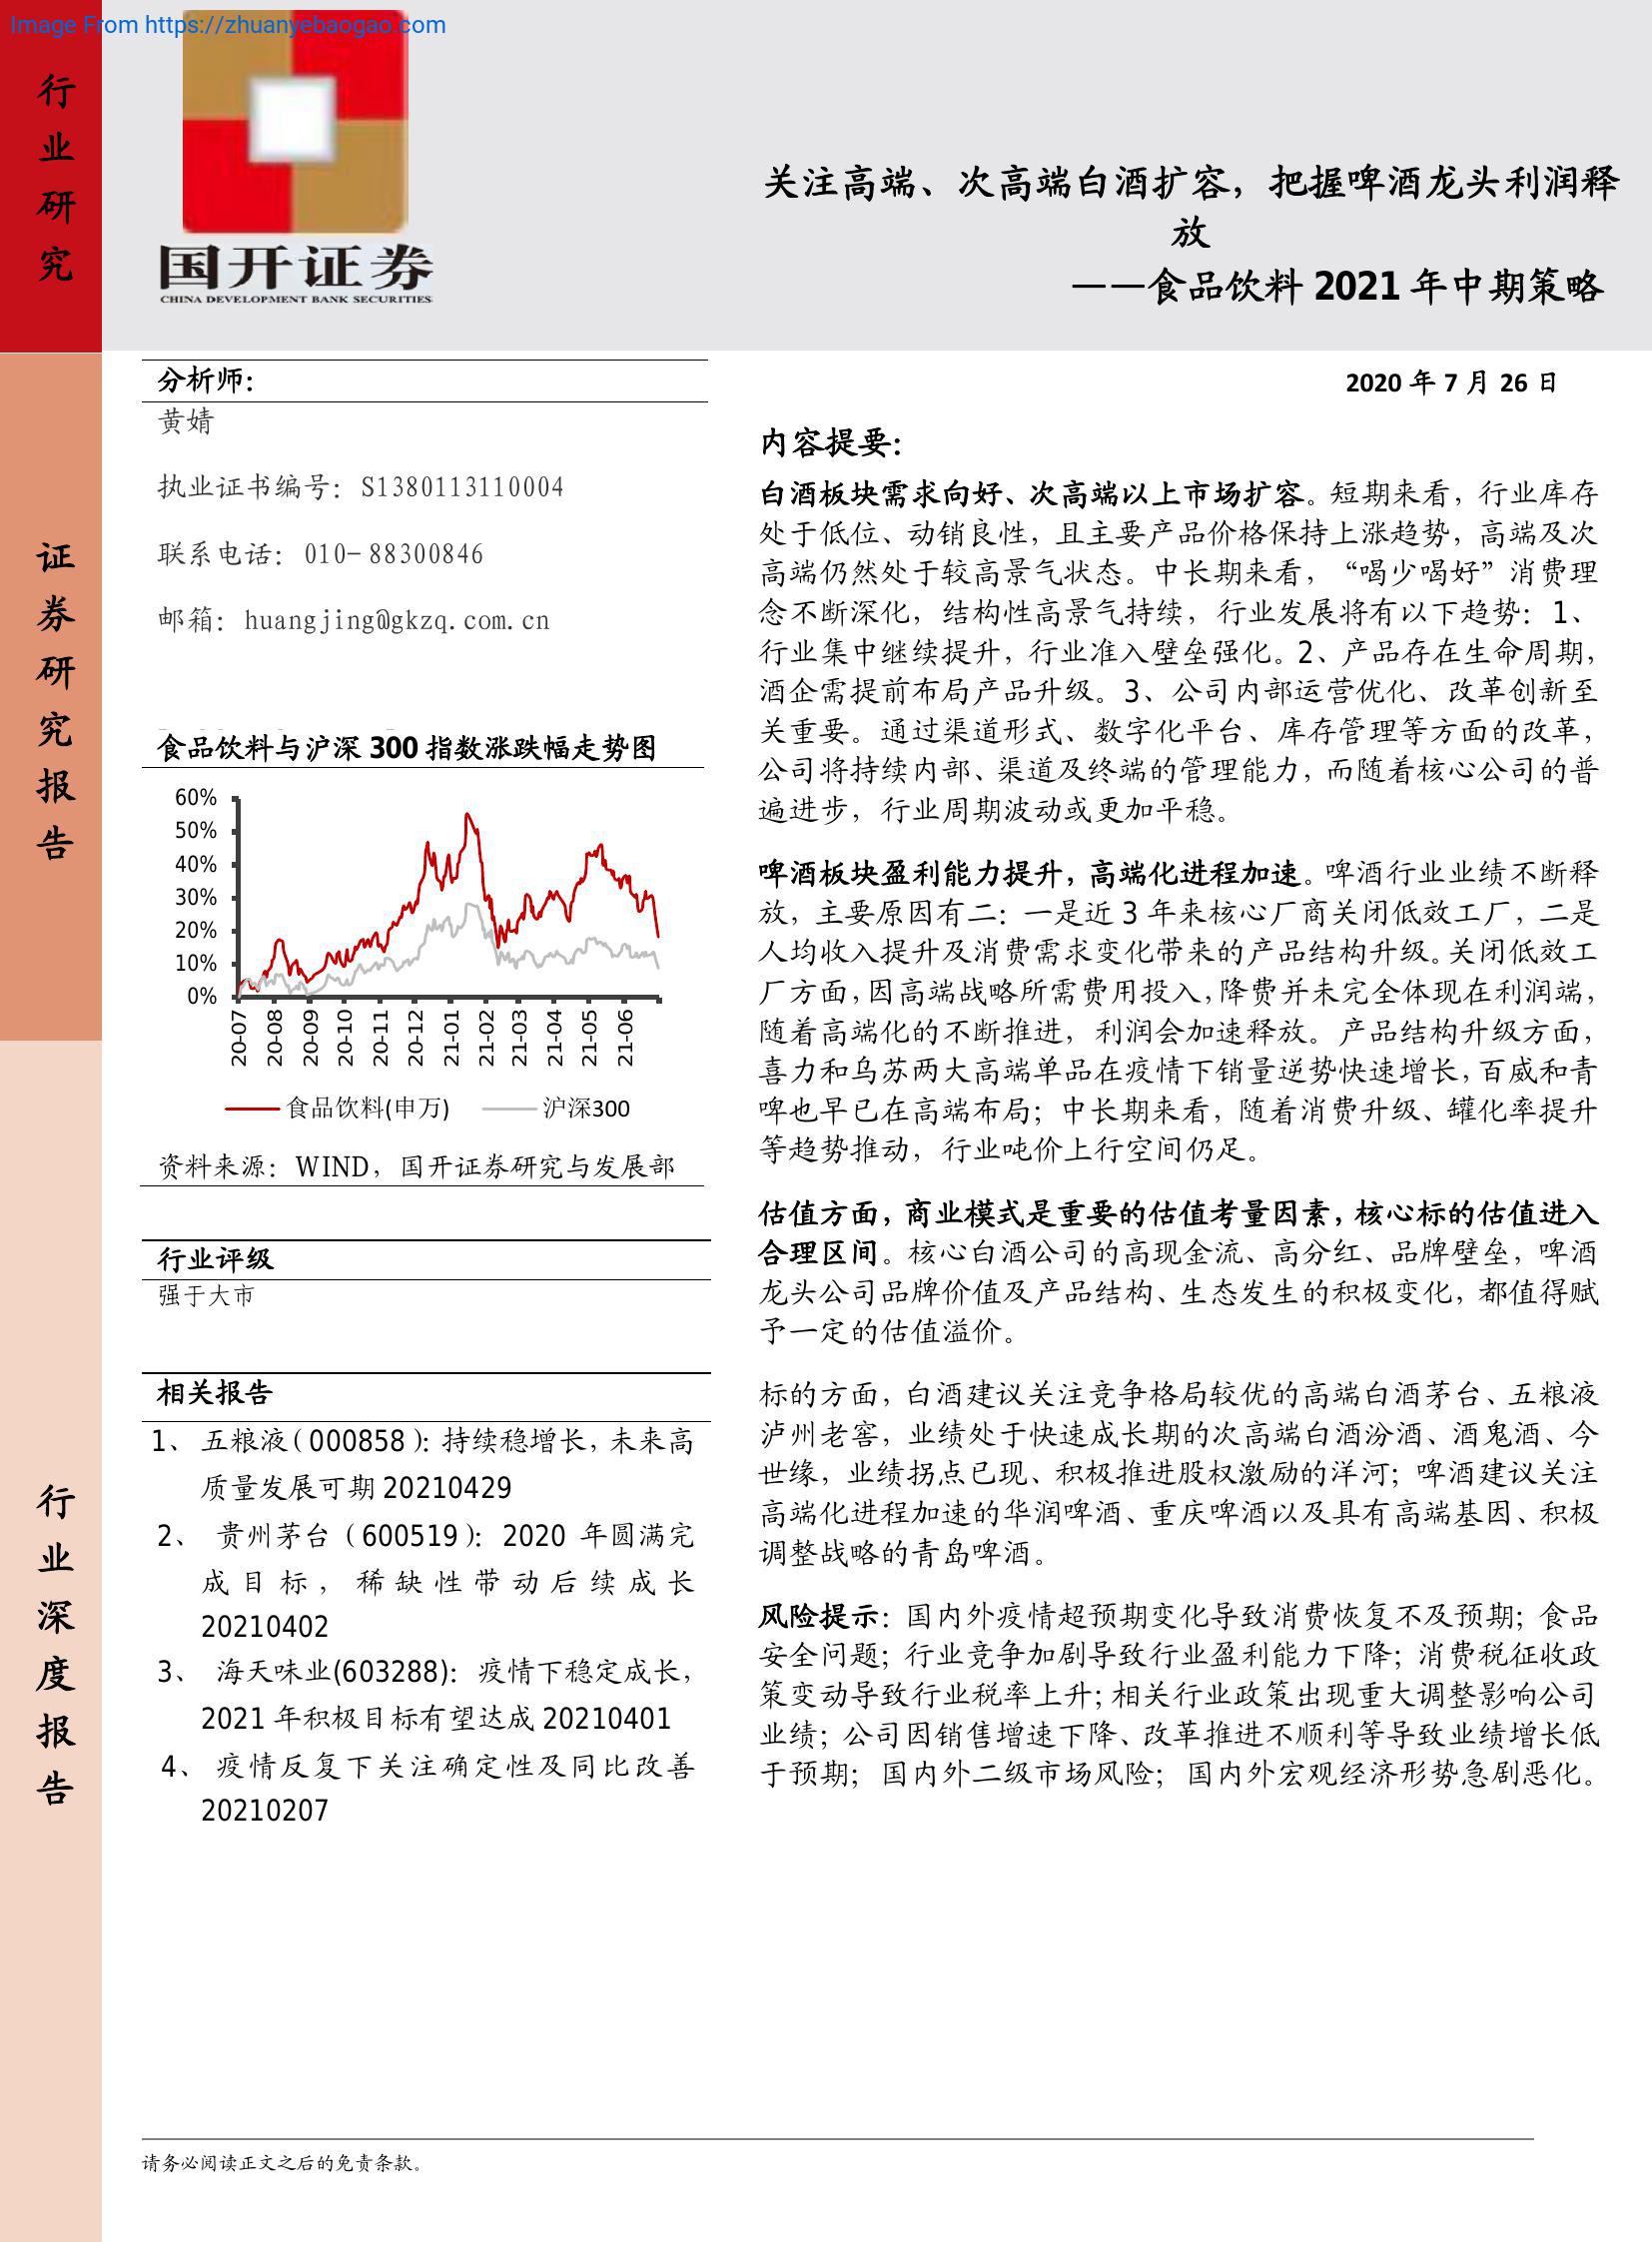 Image From https://zhuanyebaogao.com
行业研究
国开证券
CHINA DEVELOPMENT BANK SECURITIES
关注高端、次高端白酒扩容，把握啤酒龙头利润释
放
——食品饮料 2021 年中期策略
证券研究报告
行业深度报告
分析师：
黄婧
执业证书编号：S1380113110004
联系电话：010-88300846
邮箱：huangjing@gkzq.com.cn
食品饮料与沪深 300 指数涨跌幅走势图
60%
50%
40%
30%
20%
10%
0%
20-07
20-08
20-09
20-10
20-11
20-12
21-01
21-02
21-03
21-04
21-05
21-06
食品饮料(申万) 沪深300
资料来源：WIND，国开证券研究与发展部
行业评级
强于大市
相关报告
1、 五粮液（000858）：持续稳增长，未来高
质量发展可期 20210429
2、 贵州茅台（600519）：2020 年圆满完
成目标，稀缺性带动后续成长
20210402
3、 海天味业(603288)：疫情下稳定成长，
2021 年积极目标有望达成 20210401
4、 疫情反复下关注确定性及同比改善
20210207
2020 年 7 月 26 日
内容提要：
白酒板块需求向好、次高端以上市场扩容。短期来看，行业库存
处于低位、动销良性，且主要产品价格保持上涨趋势，高端及次
高端仍然处于较高景气状态。中长期来看，“喝少喝好”消费理
念不断深化，结构性高景气持续，行业发展将有以下趋势：1、
行业集中继续提升，行业准入壁垒强化。2、产品存在生命周期，
酒企需提前布局产品升级。3、公司内部运营优化、改革创新至
关重要。通过渠道形式、数字化平台、库存管理等方面的改革，
公司将持续内部、渠道及终端的管理能力，而随着核心公司的普
遍进步，行业周期波动或更加平稳。
啤酒板块盈利能力提升，高端化进程加速。啤酒行业业绩不断释
放，主要原因有二：一是近 3 年来核心厂商关闭低效工厂，二是
人均收入提升及消费需求变化带来的产品结构升级。关闭低效工
厂方面，因高端战略所需费用投入，降费并未完全体现在利润端，
随着高端化的不断推进，利润会加速释放。产品结构升级方面，
喜力和乌苏两大高端单品在疫情下销量逆势快速增长，百威和青
啤也早已在高端布局；中长期来看，随着消费升级、罐化率提升
等趋势推动，行业吨价上行空间仍足。
估值方面，商业模式是重要的估值考量因素，核心标的估值进入
合理区间。核心白酒公司的高现金流、高分红、品牌壁垒，啤酒
龙头公司品牌价值及产品结构、生态发生的积极变化，都值得赋
予一定的估值溢价。
标的方面，白酒建议关注竞争格局较优的高端白酒茅台、五粮液
泸州老窖，业绩处于快速成长期的次高端白酒汾酒、酒鬼酒、今
世缘，业绩拐点已现、积极推进股权激励的洋河；啤酒建议关注
高端化进程加速的华润啤酒、重庆啤酒以及具有高端基因、积极
调整战略的青岛啤酒。
风险提示：国内外疫情超预期变化导致消费恢复不及预期；食品
安全问题；行业竞争加剧导致行业盈利能力下降；消费税征收政
策变动导致行业税率上升；相关行业政策出现重大调整影响公司
业绩；公司因销售增速下降、改革推进不顺利等导致业绩增长低
于预期；国内外二级市场风险；国内外宏观经济形势急剧恶化。
请务必阅读正文之后的免责条款。